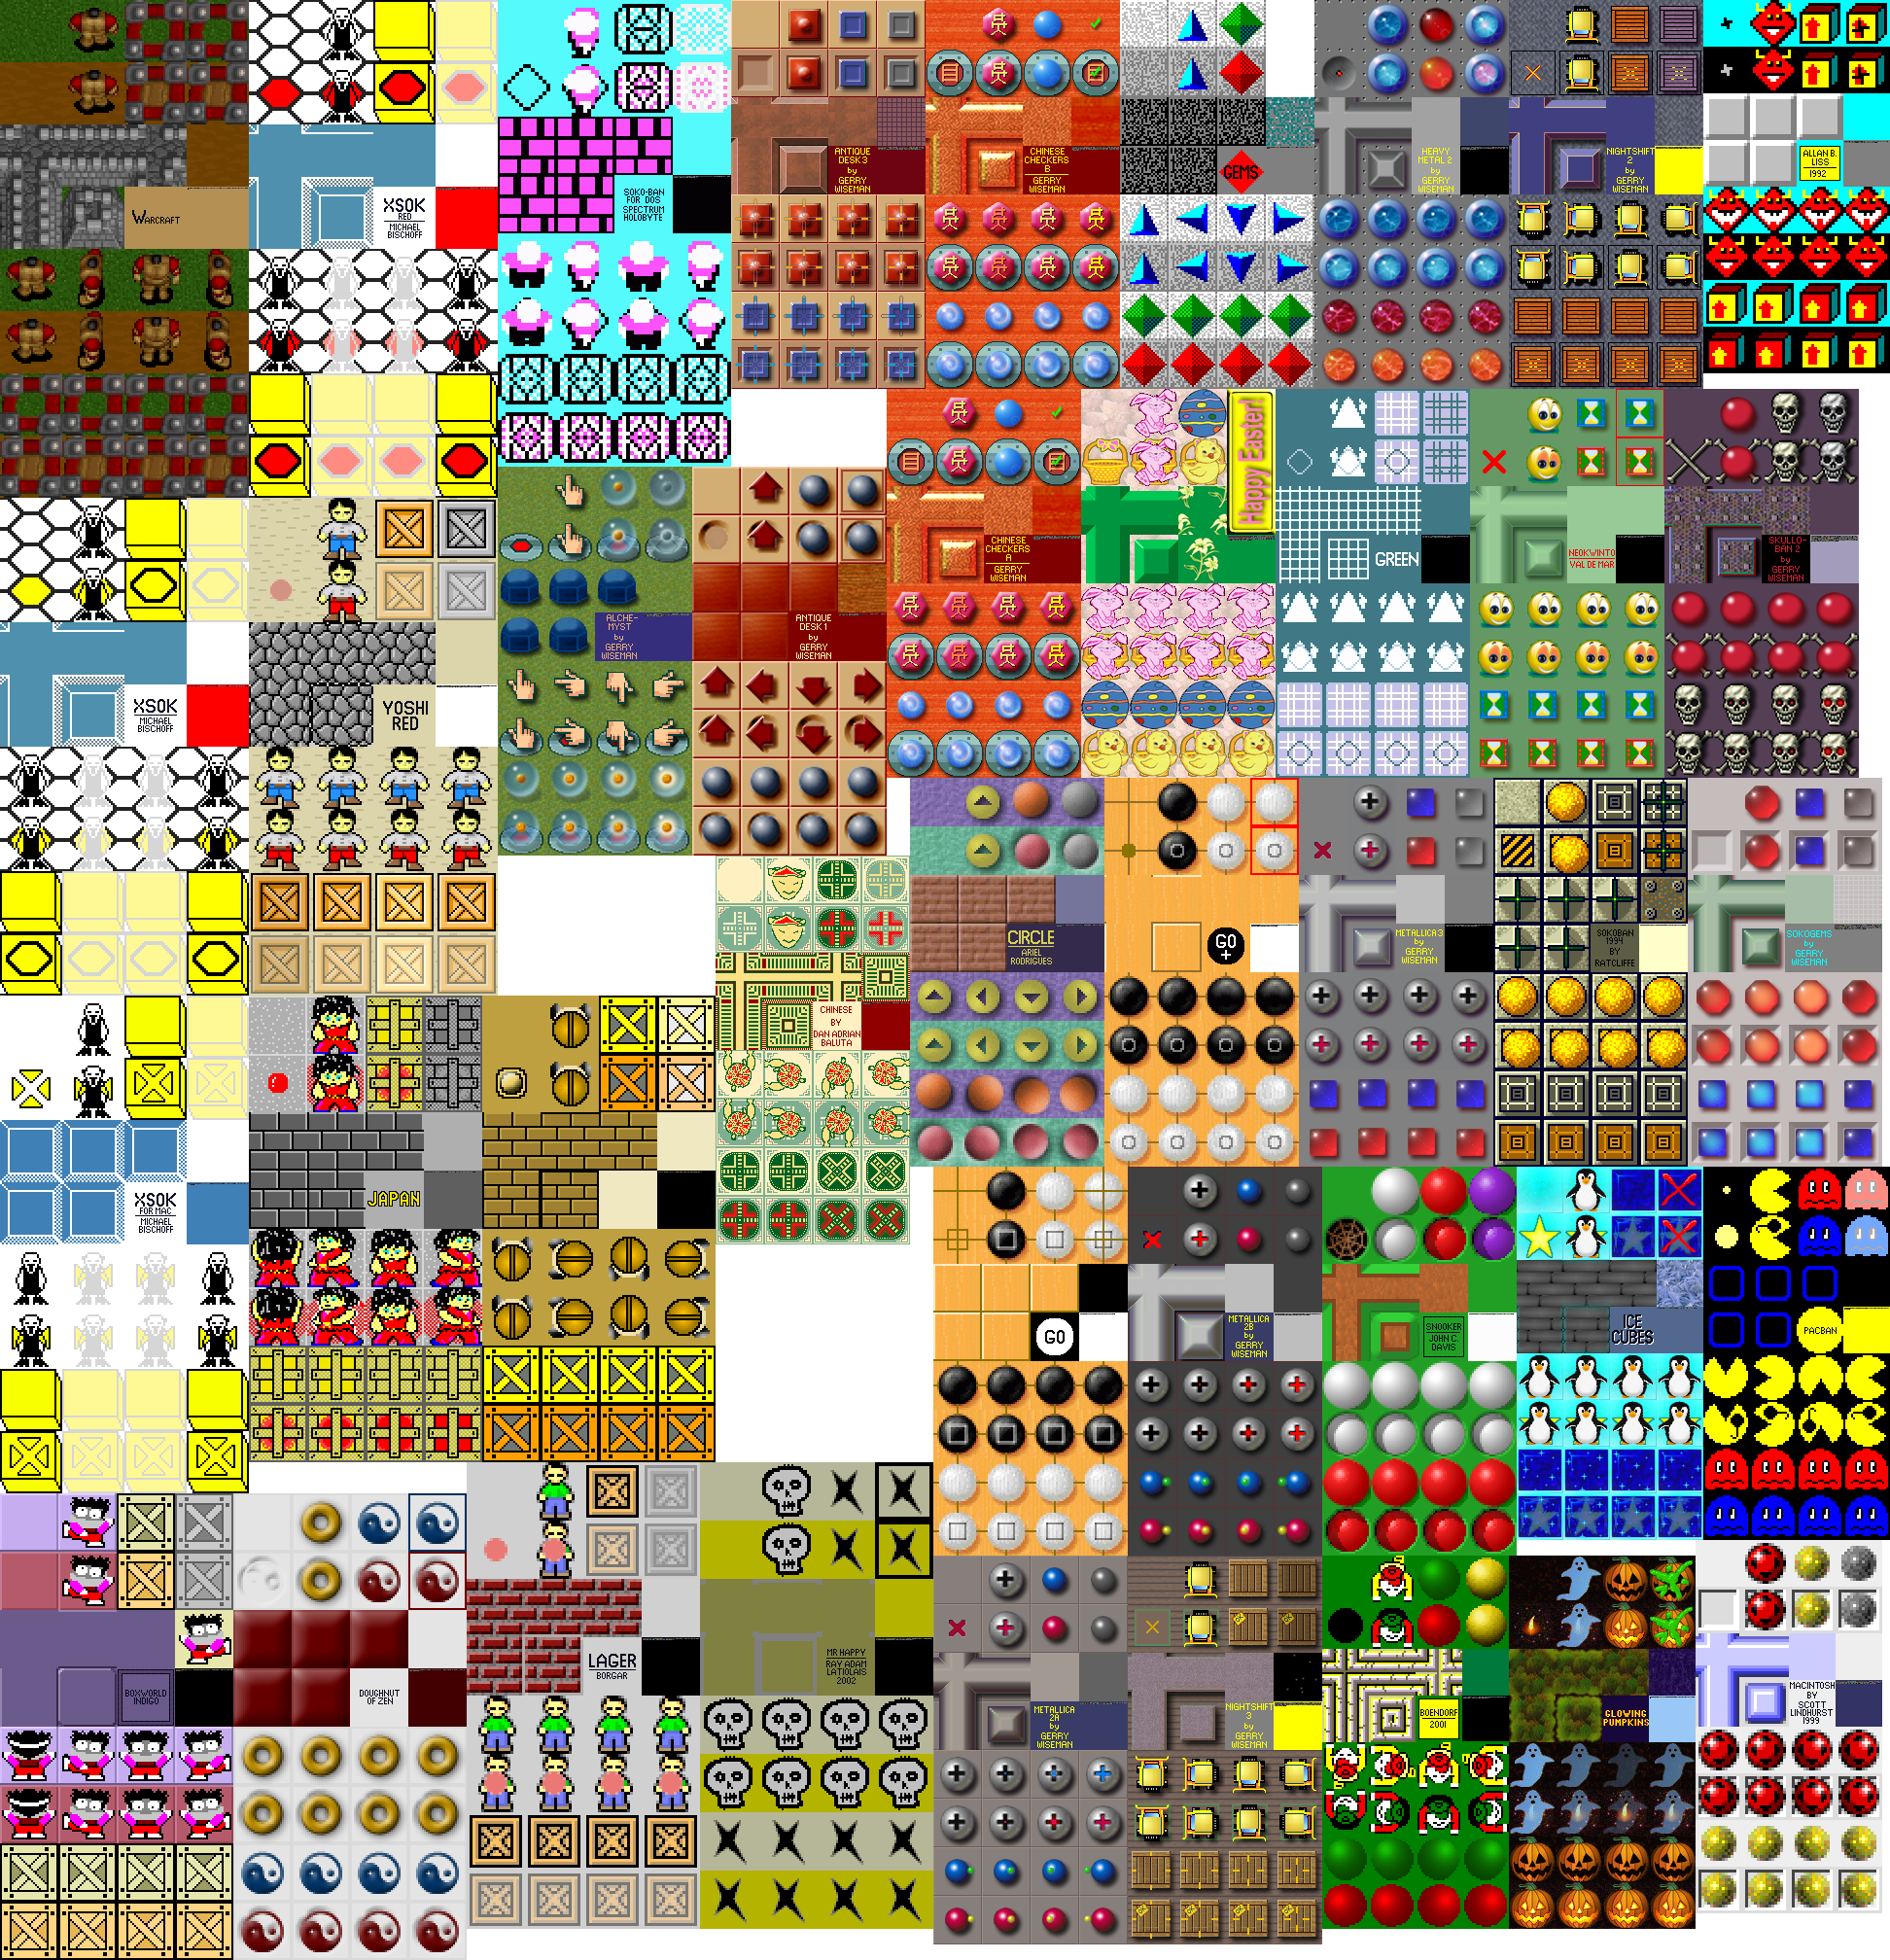 WARCRAFT
XSOK
RED
MICHAEL
BISCHOFF
SOKO-BAN
FOR DOS
SPECTRUM
HOLOBYTE
ANTIQUE
DESK 3
by
GERRY
WISEMAN
CHINESE
CHECKERS
B
GERRY
WISEMAN
GEMS
HEAVY
METAL 2
by
GERRY
WISEMAN
NIGHTSHIFT
2
by
GERRY
WISEMAN
ALLAN B.
LISS
1992
XSOK
MICHAEL
BISCHOFF
YOSHI
RED
ALCHE-
MYST
by
GERRY
WISEMAN
ANTIQUE
DESK 1
by
GERRY
WISEMAN
CHINESE
CHECKERS
A
GERRY
WISEMAN
Happy Easter!
GREEN
NEOKWINTO
VAL DE MAR
SKULLO-
BAN 2
by
GERRY
WISEMAN
CIRCLE
ARIEL
RODRIGUES
GO
+
METALLICA 3
by
GERRY
WISEMAN
SOKOBAN
1994
BY
RATCLIFFE
SOKOGEMS
by
GERRY
WISEMAN
CHINESE
BY
DAN ADRIAN
BALUTA
XSOK
FOR MAC
MICHAEL
BISCHOFF
JAPAN
GO
METALLICA
2B
by
GERRY
WISEMAN
SNOOKER
JOHN C.
DAVIS
ICE
CUBES
PACBAN
BOXWORLD
INDIGO
DOUGHNUT
OF ZEN
LAGER
BORGAR
MR HAPPY
RAY ADAM
LATIOLAIS
2002
METALLICA
2A
by
GERRY
WISEMAN
NIGHTSHIFT
3
by
GERRY
WISEMAN
BOENDORF
2001
GLOWING
PUMPKINS
MACINTOSH
BY
SCOTT
LINDHURST
1999